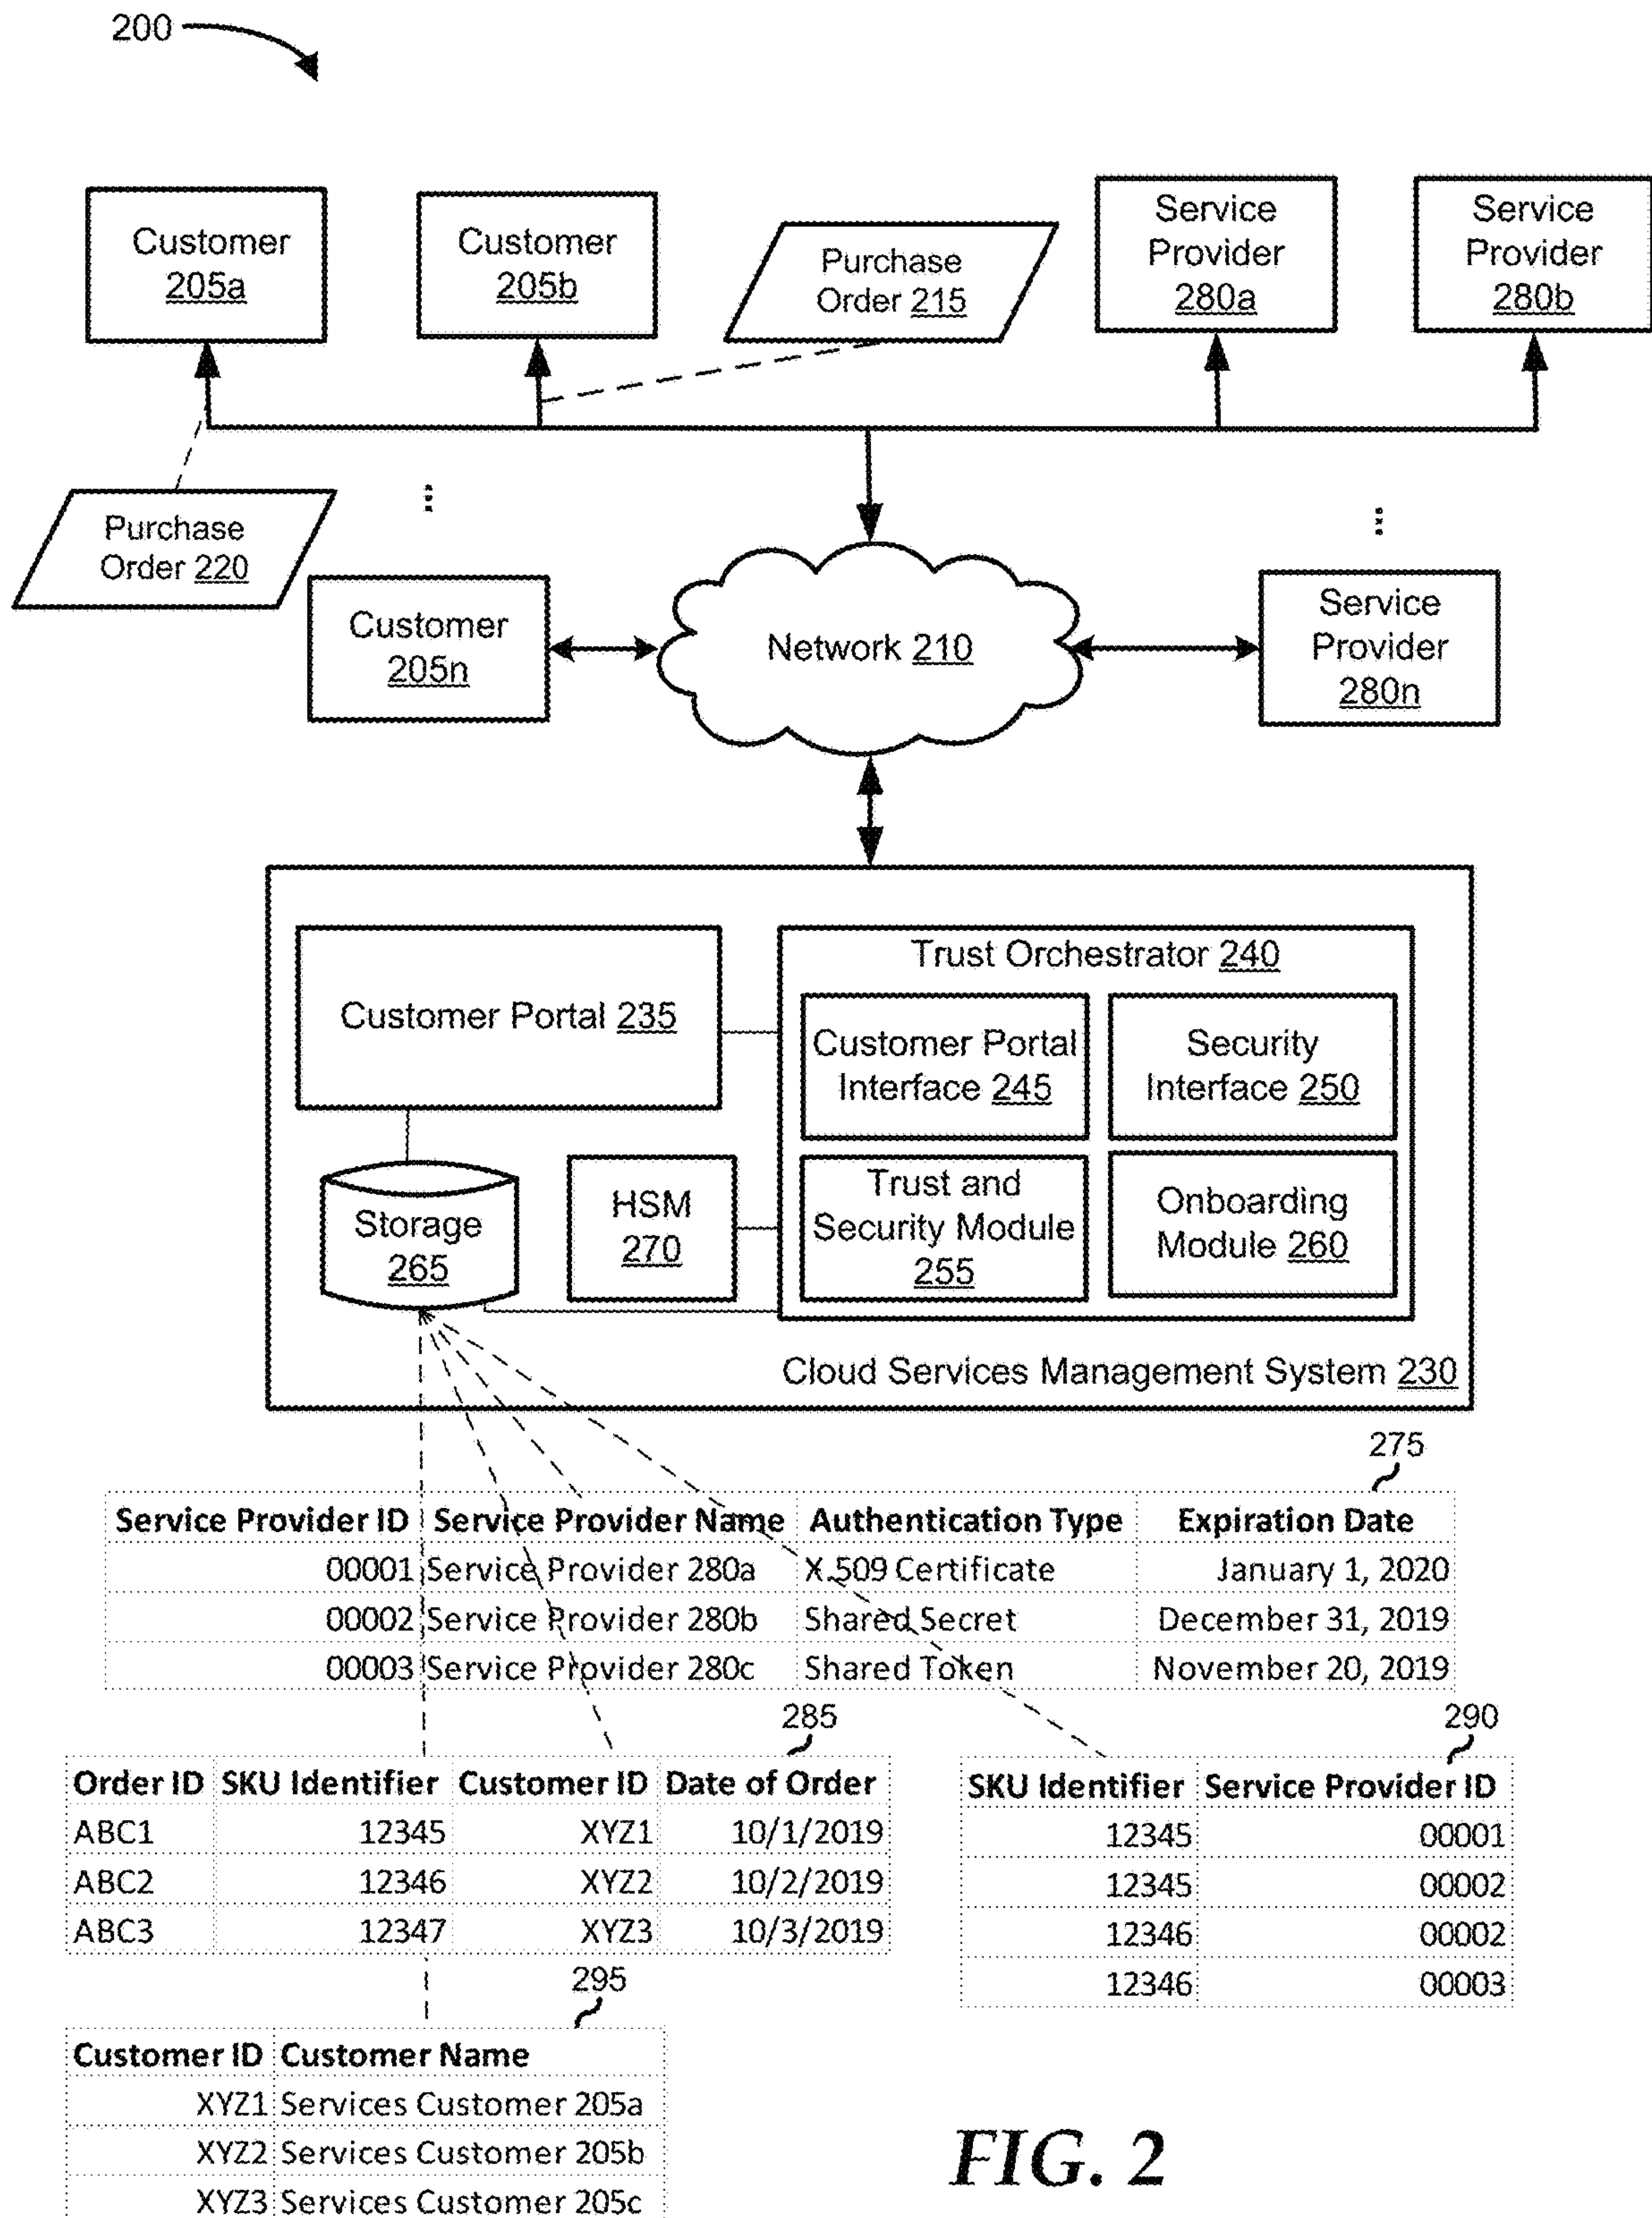 200
Customer
205a
Customer
205b
Purchase
Order 215
Service
Provider
280a
Service
Provider
280b
Purchase
Order 220
...
...
Customer
205n
Network 210
Service
Provider
280n
Customer Portal 235
Trust Orchestrator 240
Customer Portal
Interface 245
Security
Interface 250
Storage
265
HSM
270
Trust and
Security Module
255
Onboarding
Module 260
Cloud Services Management System 230
275
Service Provider ID Service Provider Name Authentication Type Expiration Date
00001 Service Provider 280a X.509 Certificate January 1, 2020
00002 Service Provider 280b Shared Secret December 31, 2019
00003 Service Provider 280c Shared Token November 20, 2019
285
Order ID SKU Identifier Customer ID Date of Order
ABC1 12345 XYZ1 10/1/2019
ABC2 12346 XYZ2 10/2/2019
ABC3 12347 XYZ3 10/3/2019
290
SKU Identifier Service Provider ID
12345 00001
12345 00002
12346 00002
12346 00003
295
Customer ID Customer Name
XYZ1 Services Customer 205a
XYZ2 Services Customer 205b
XYZ3 Services Customer 205c
FIG. 2